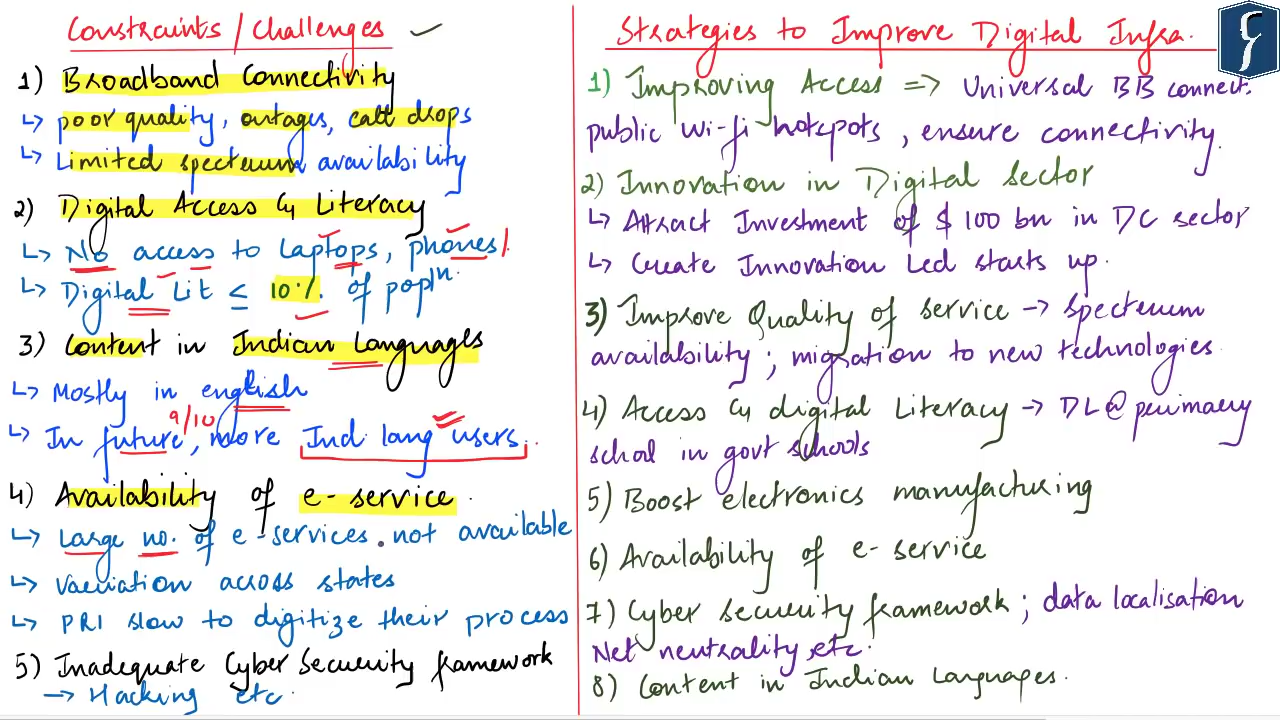 Constraints / Challenges
1) Broadband Connectivity
↳ poor quality, outages, call drops
↳ Limited spectrum availability
2) Digital Access & Literacy
↳ No access to laptops, phones
↳ Digital Lit ≤ 10% of popln.
3) Content in Indian Languages
↳ Mostly in english
9/10
↳ In future, more Ind lang users.
4) Availability of e-service.
↳ Large no. of e-services not available
↳ Variation across states
↳ PRI slow to digitize their process
5) Inadequate Cyber Security framework
→ Hacking etc.
Strategies to Improve Digital Infra.
1) Improving Access => Universal BB connect.
public wi-fi hotspots, ensure connectivity.
2) Innovation in Digital Sector
↳ Attract Investment of $ 100 bn in DC sector
↳ Create Innovation Led starts up.
3) Improve Quality of service → Spectrum
availability; migration to new technologies.
4) Access & digital Literacy → DL @ primary
school in govt schools
5) Boost electronics manufacturing
6) Availability of e-service
7) Cyber security framework; data localisation
Net neutrality etc.
8) Content in Indian Languages.